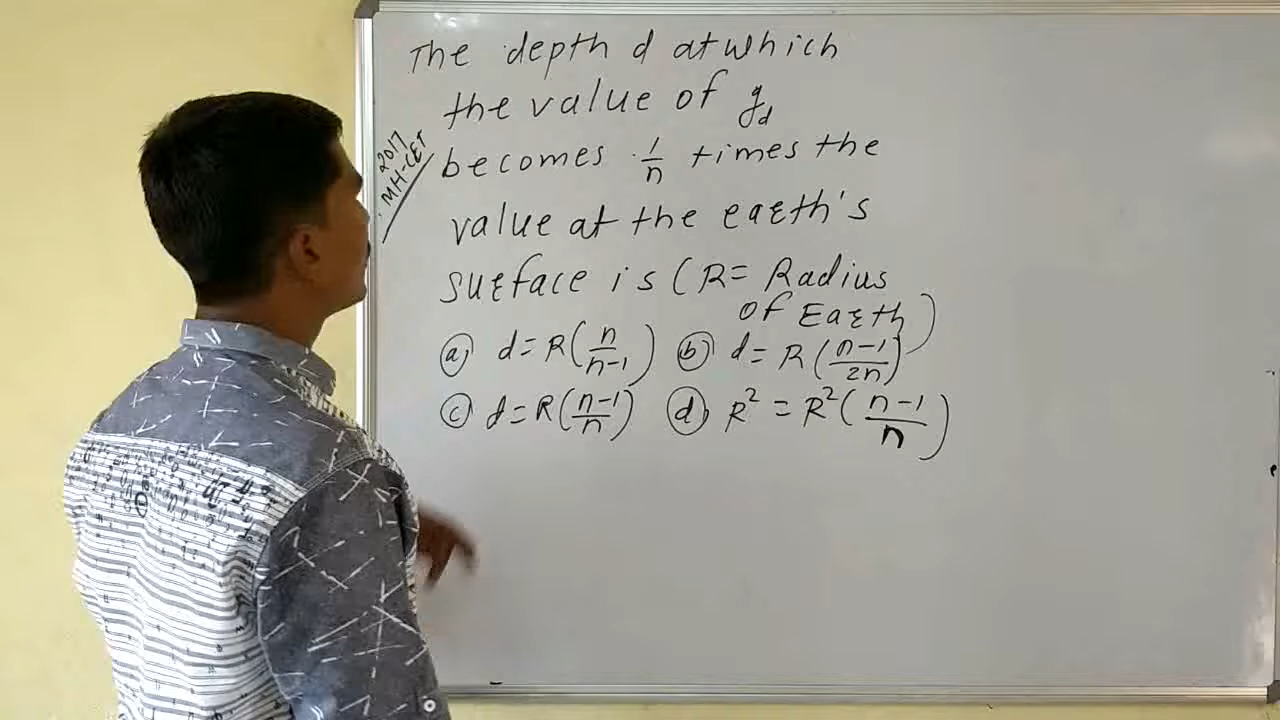 The depth d at which
the value of g_d
2017
MH-CET
becomes 1/n times the
value at the earth's
surface is (R = Radius
of Earth)
(a) d = R(n/n-1) (b) d = R(n-1/2n)
(c) d = R(n-1/n) (d) R² = R²(n-1/n)